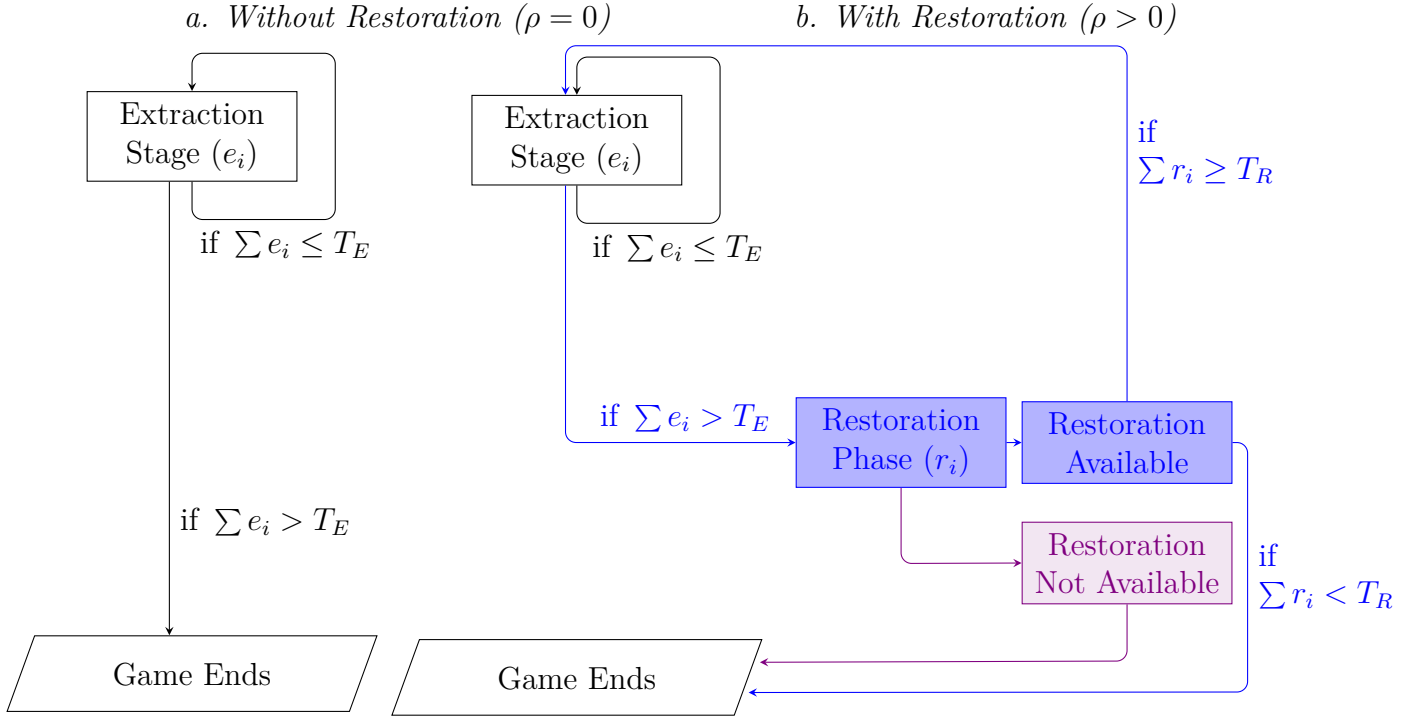 a. Without Restoration (ρ = 0)
Extraction
Stage (e_i)
if ∑ e_i ≤ T_E
if ∑ e_i > T_E
Game Ends
b. With Restoration (ρ > 0)
Extraction
Stage (e_i)
if ∑ e_i ≤ T_E
if
∑ r_i ≥ T_R
if ∑ e_i > T_E
Restoration
Phase (r_i)
Restoration
Available
Restoration
Not Available
if
∑ r_i < T_R
Game Ends